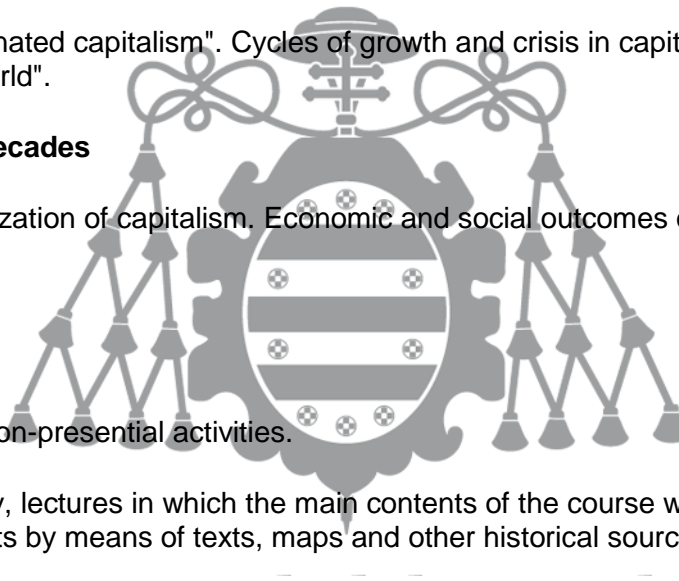 nated capitalism". Cycles of growth and crisis in capit
rld".
ecades
ization of capitalism. Economic and social outcomes
on-presential activities.
, lectures in which the main contents of the course w
ts by means of texts, maps and other historical sourc